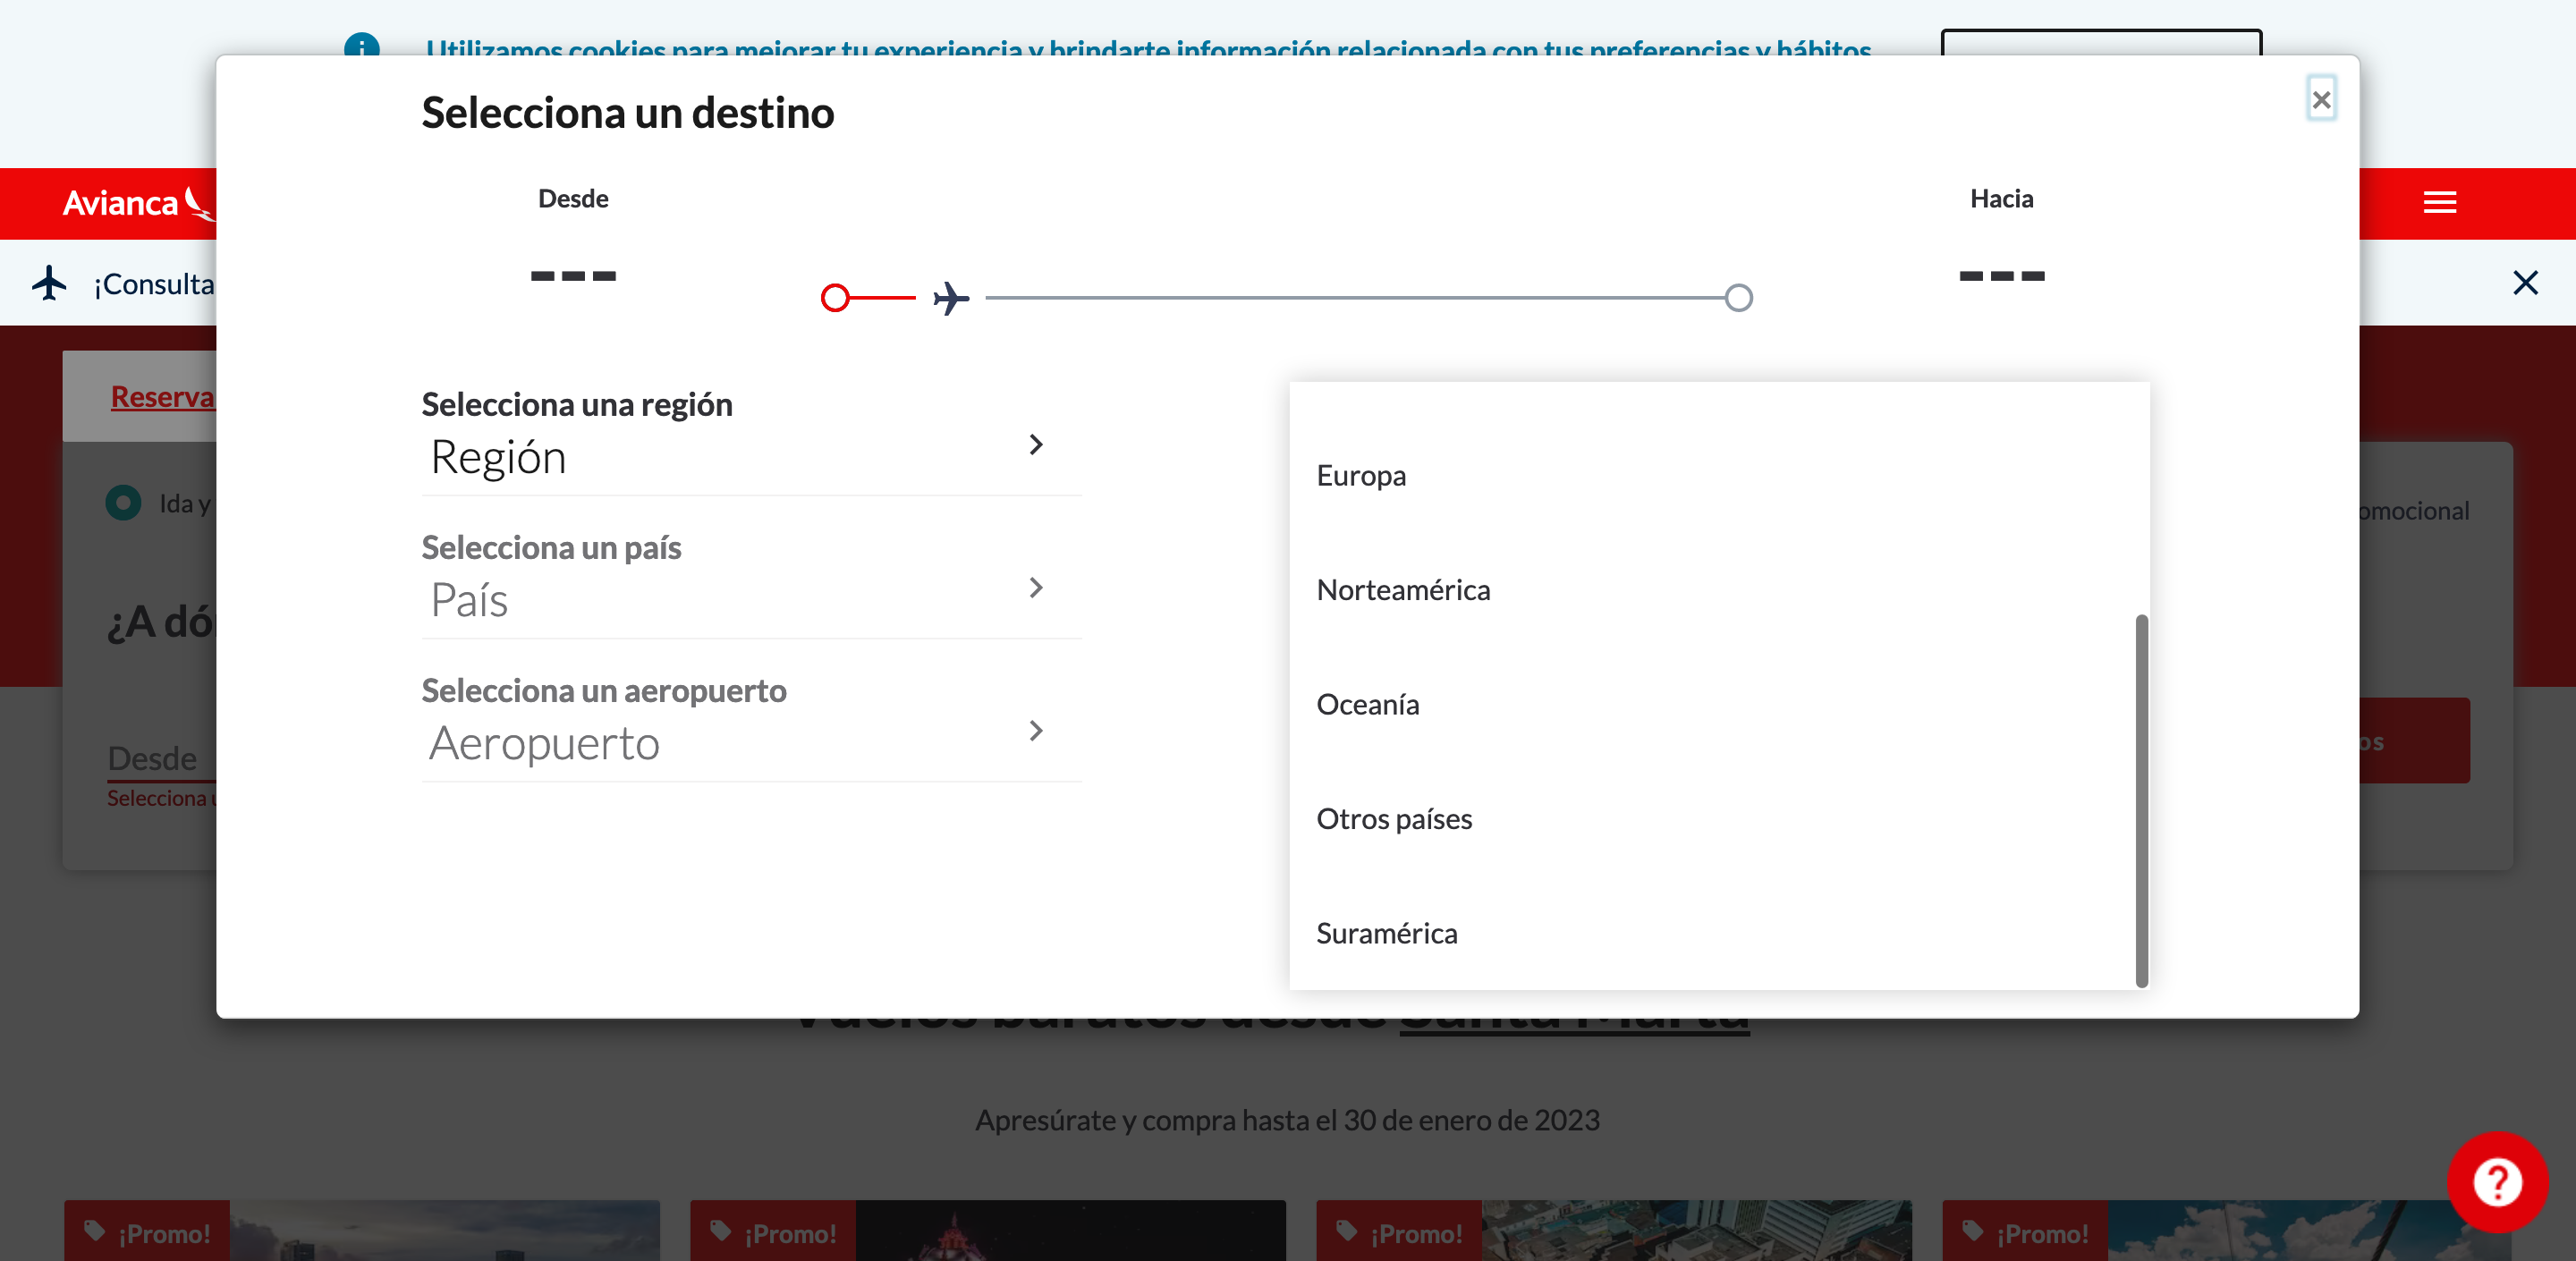 Utilizamos cookies para mejorar tu experiencia y brindarte información relacionada con tus preferencias y hábitos
Selecciona un destino
×
Desde
Hacia
Avianca
---
---
¡Consulta
Reserva
Selecciona una región
Región
Europa
Ida y
omocional
Selecciona un país
País
Norteamérica
¿A dó
Selecciona un aeropuerto
Aeropuerto
Oceanía
Desde
os
Selecciona
Otros países
Suramérica
Vuelos baratos desde Santa Marta
Apresúrate y compra hasta el 30 de enero de 2023
¡Promo!
¡Promo!
¡Promo!
¡Promo!